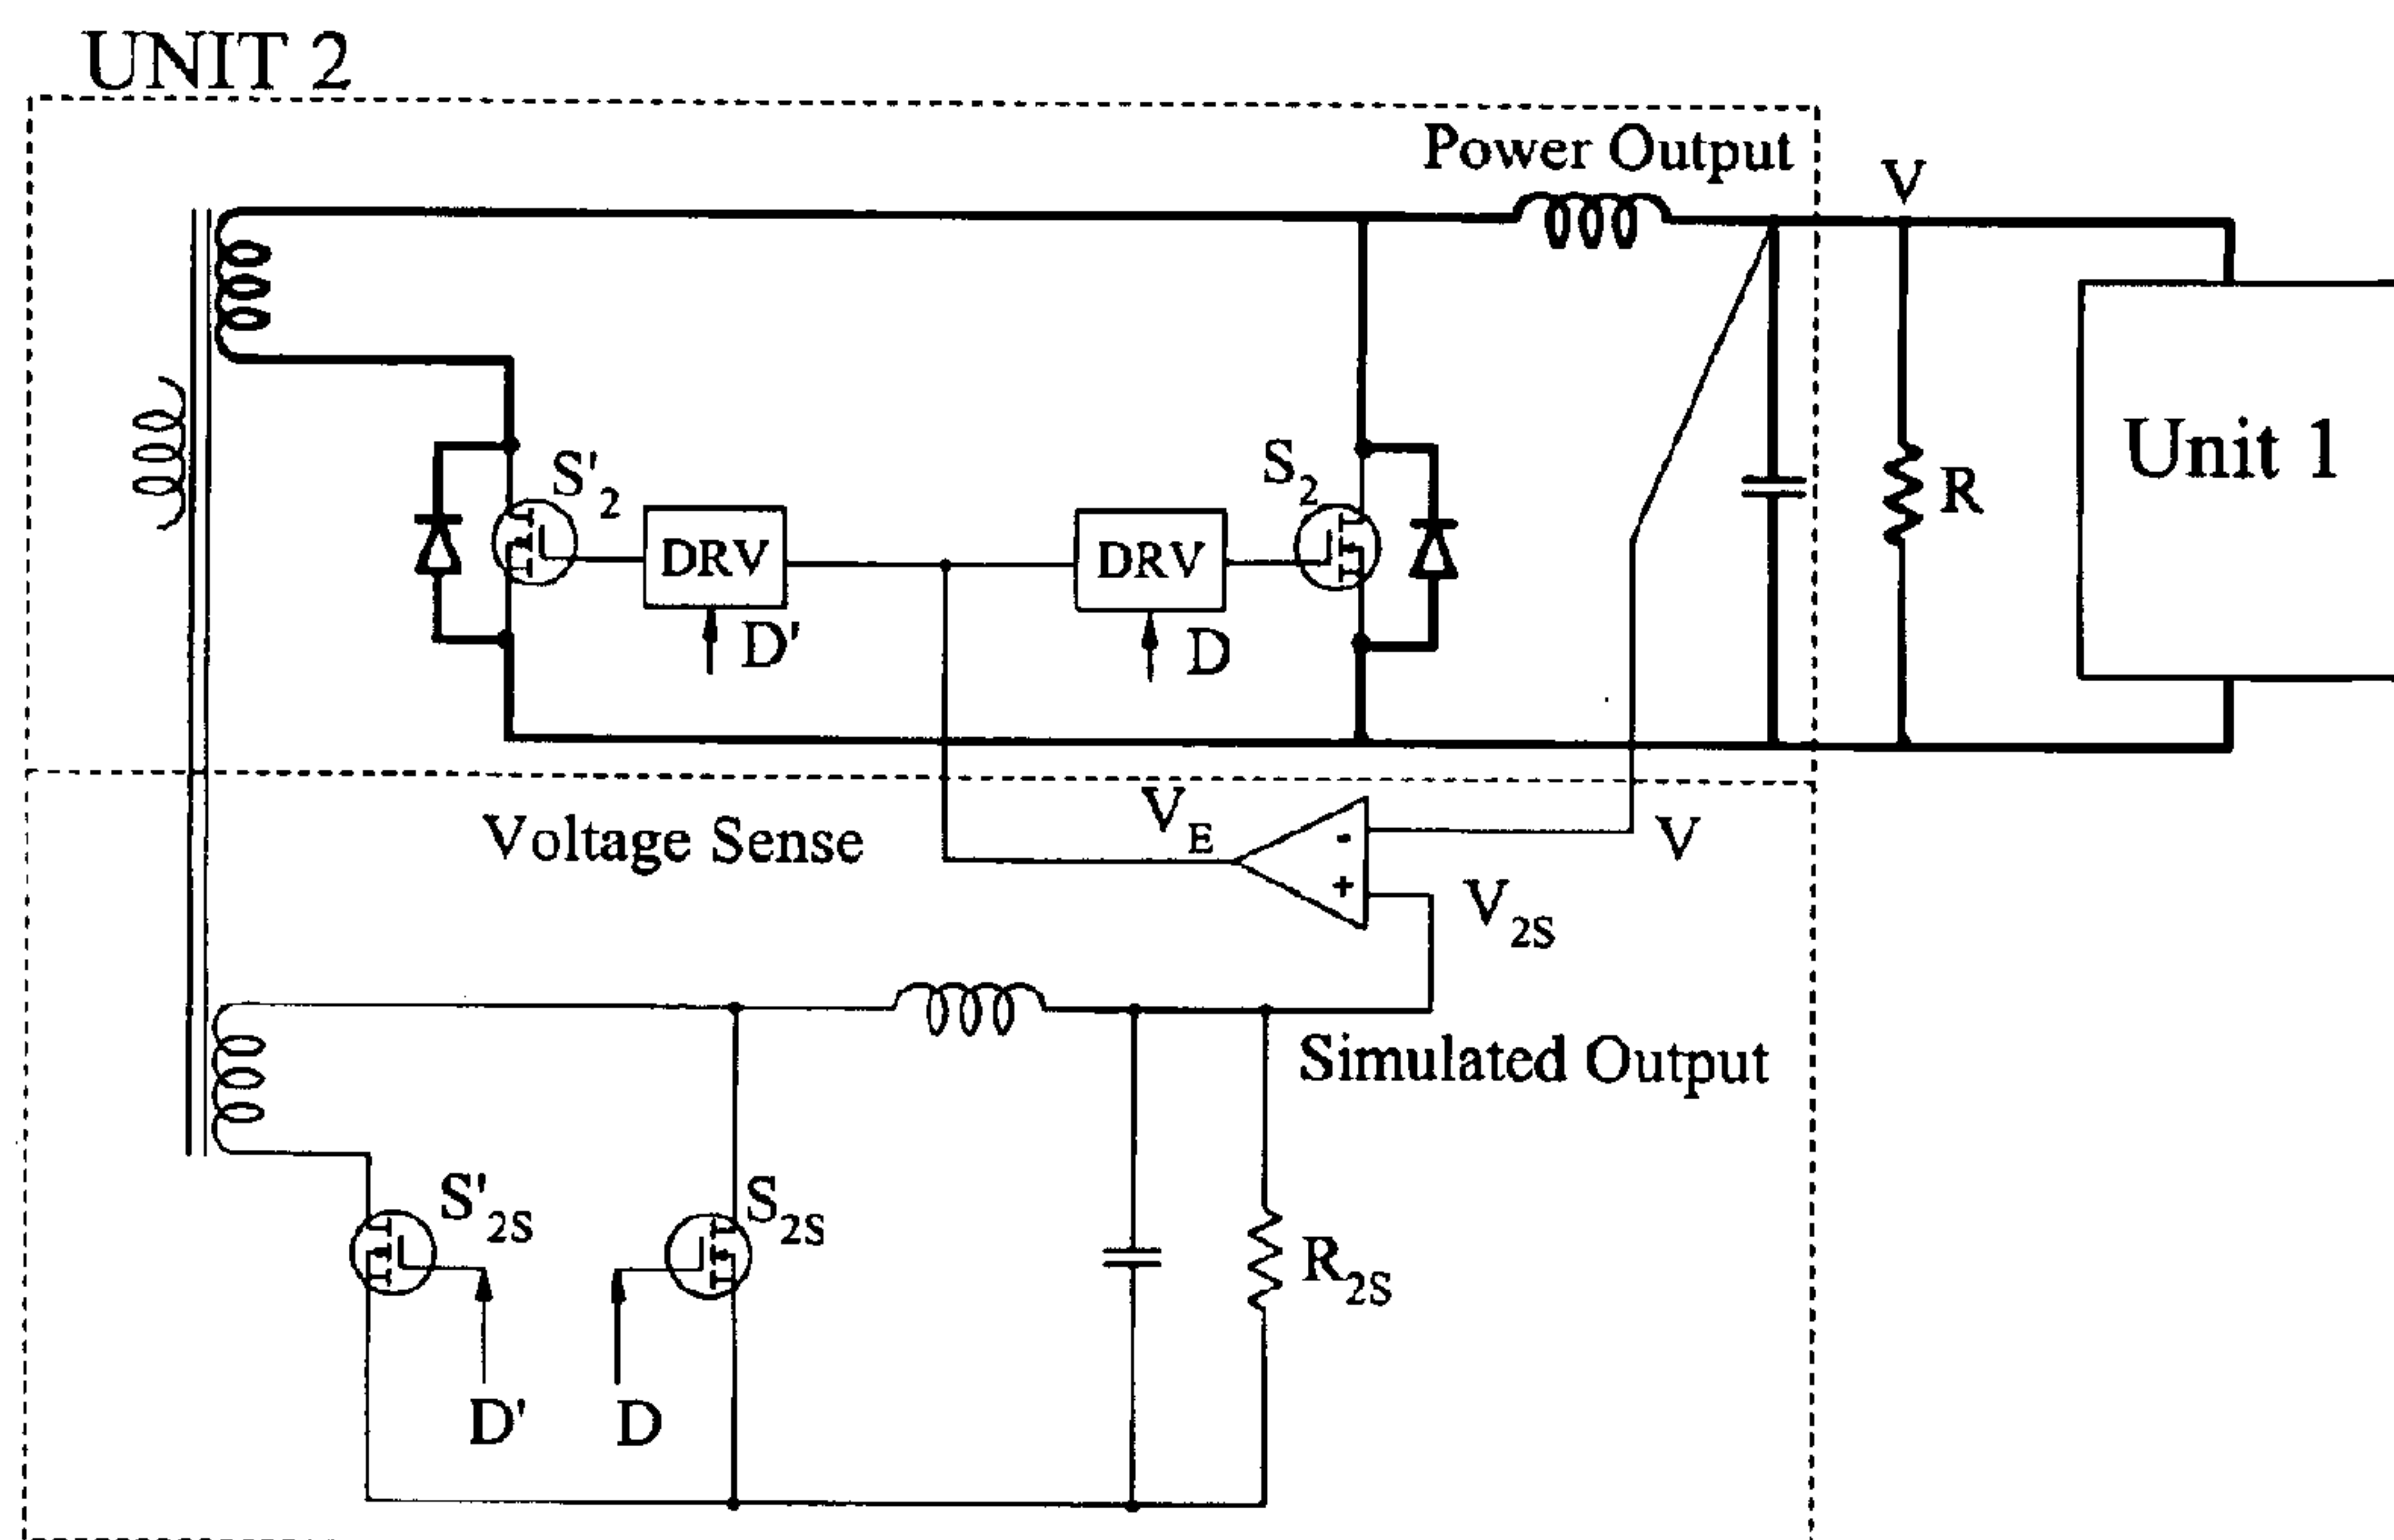 UNIT 2
Power Output
V
S'2
S2
DRV
DRV
D'
D
R
Unit 1
Voltage Sense
VE
-
+
V
V2S
Simulated Output
S'2S
S2S
R2S
D'
D